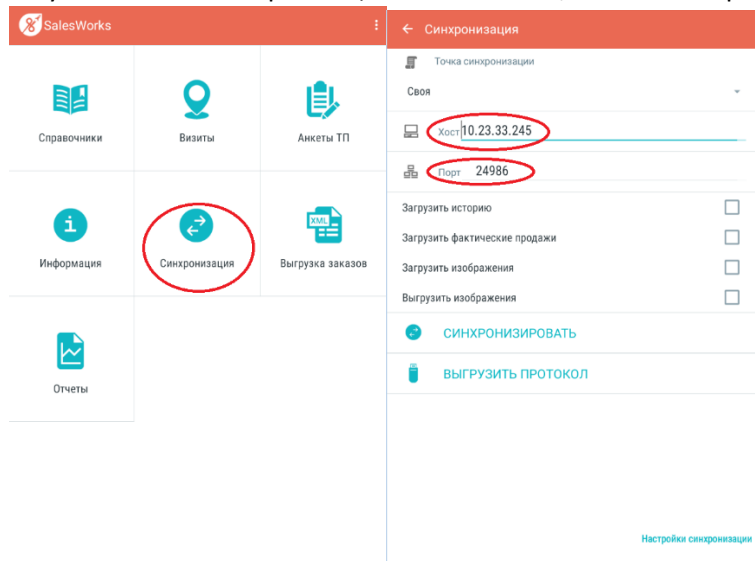 SalesWorks
Справочники
Визиты
Анкеты ТП
i
Информация
Синхронизация
XML
Выгрузка заказов
Отчеты
Синхронизация
Точка синхронизации
Своя
Хост 10.23.33.245
Порт 24986
Загрузить историю
Загрузить фактические продажи
Загрузить изображения
Выгрузить изображения
СИНХРОНИЗИРОВАТЬ
ВЫГРУЗИТЬ ПРОТОКОЛ
Настройки синхронизации